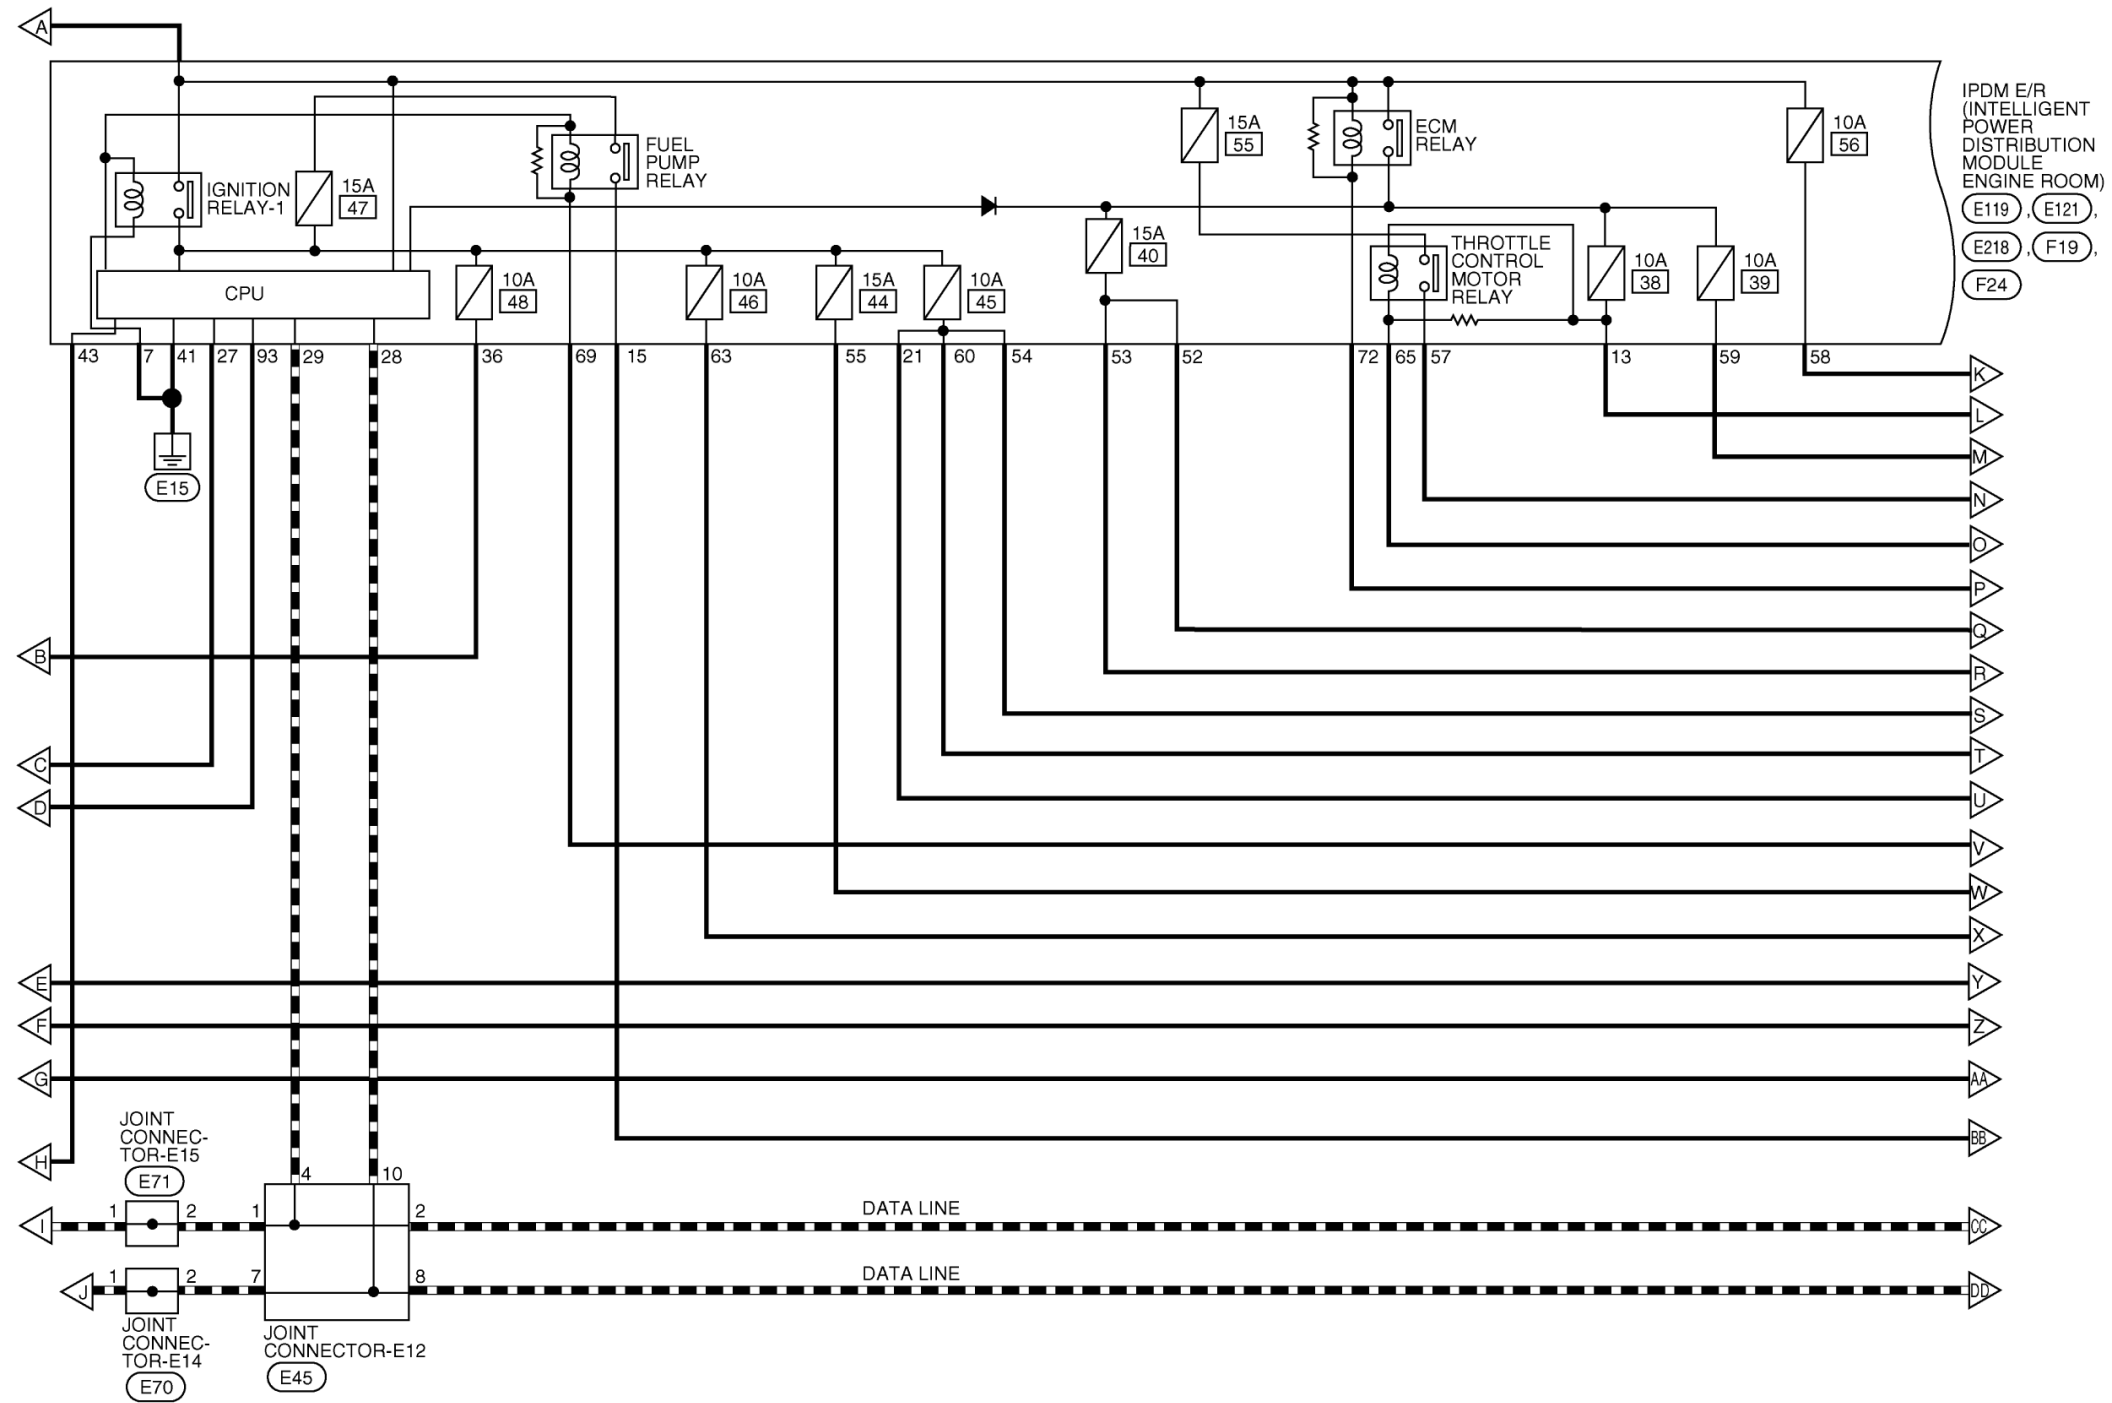 A
IPDM E/R
(INTELLIGENT
POWER
DISTRIBUTION
MODULE
ENGINE ROOM)
E119 , E121 ,
E218 , F19 ,
F24
IGNITION
RELAY-1
15A
47
FUEL
PUMP
RELAY
15A
55
ECM
RELAY
10A
56
CPU
10A
48
10A
46
15A
44
10A
45
15A
40
THROTTLE
CONTROL
MOTOR
RELAY
10A
38
10A
39
43 7 41 27 93 29 28 36 69 15 63 55 21 60 54 53 52 72 65 57 13 59 58
E15
K
L
M
N
O
P
Q
B
R
S
T
C
U
D
V
W
X
E Y
F Z
G AA
BB
H
JOINT
CONNEC-
TOR-E15
E71
4 10
I 1 2 1 2 DATA LINE CC
J 1 2 7 8 DATA LINE DD
JOINT
CONNEC-
TOR-E14
E70
JOINT
CONNECTOR-E12
E45